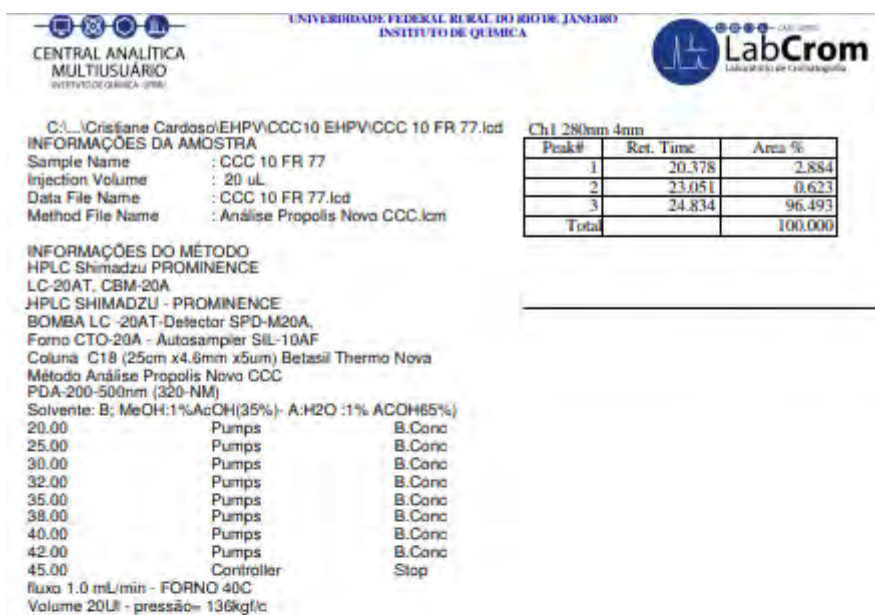 UNIVERDIDADE FEDERAL RURAL DO RIO DE JANEIRO
INSTITUTO DE QUIMICA
CENTRAL ANALÍTICA
MULTIUSUÁRIO
INSTITUTO DE QUÍMICA - UFRRJ
LabCrom
Laboratório de Cromatografia
C:\...\Cristiane Cardoso\EHPV\CCC10 EHPV\CCC 10 FR 77.lcd
INFORMAÇÕES DA AMOSTRA
Sample Name : CCC 10 FR 77
Injection Volume : 20 uL
Data File Name : CCC 10 FR 77.lcd
Method File Name : Análise Propolis Novo CCC.lcm
Ch1 280nm 4nm
Peak# Ret. Time Area %
1 20.378 2.884
2 23.051 0.623
3 24.834 96.493
Total 100.000
INFORMAÇÕES DO MÉTODO
HPLC Shimadzu PROMINENCE
LC-20AT, CBM-20A
HPLC SHIMADZU - PROMINENCE
BOMBA LC -20AT-Detector SPD-M20A,
Forno CTO-20A - Autosampler SIL-10AF
Coluna C18 (25cm x4.6mm x5um) Betasil Thermo Nova
Método Análise Propolis Novo CCC
PDA-200-500nm (320-NM)
Solvente: B; MeOH:1%AcOH(35%)- A:H2O :1% ACOH65%)
20.00 Pumps B.Conc
25.00 Pumps B.Conc
30.00 Pumps B.Conc
32.00 Pumps B.Conc
35.00 Pumps B.Conc
38.00 Pumps B.Conc
40.00 Pumps B.Conc
42.00 Pumps B.Conc
45.00 Controller Stop
fluxo 1.0 mL/min - FORNO 40C
Volume 20Ul - pressão= 136kgf/c